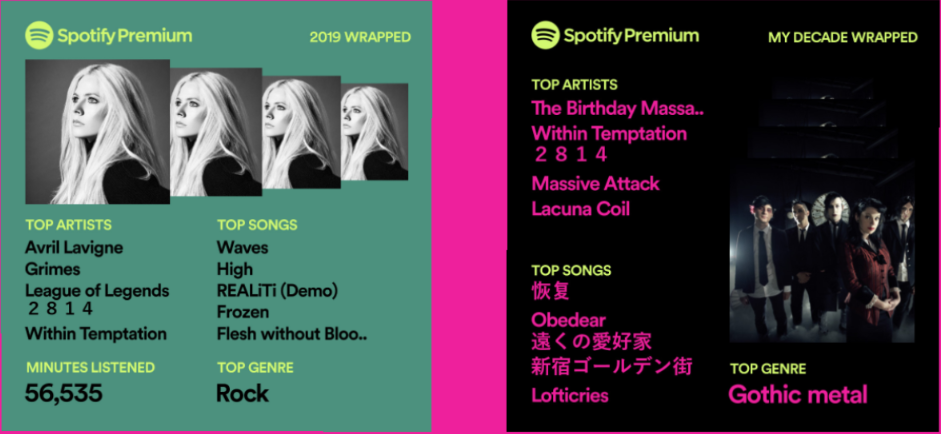 Spotify Premium
2019 WRAPPED
TOP ARTISTS
Avril Lavigne
Grimes
League of Legends
２８１４
Within Temptation
TOP SONGS
Waves
High
REALiTi (Demo)
Frozen
Flesh without Bloo..
MINUTES LISTENED
56,535
TOP GENRE
Rock
Spotify Premium
MY DECADE WRAPPED
TOP ARTISTS
The Birthday Massa..
Within Temptation
２８１４
Massive Attack
Lacuna Coil
TOP SONGS
恢复
Obedear
遠くの愛好家
新宿ゴールデン街
Lofticries
TOP GENRE
Gothic metal